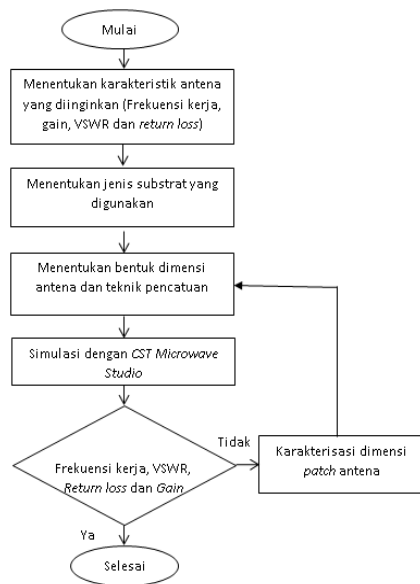 Mulai
Menentukan karakteristik antena
yang diinginkan (Frekuensi kerja,
gain, VSWR dan return loss)
Menentukan jenis substrat yang
digunakan
Menentukan bentuk dimensi
antena dan teknik pencatuan
Simulasi dengan CST Microwave
Studio
Frekuensi kerja, VSWR,
Return loss dan Gain
Tidak
Karakterisasi dimensi
patch antena
Ya
Selesai